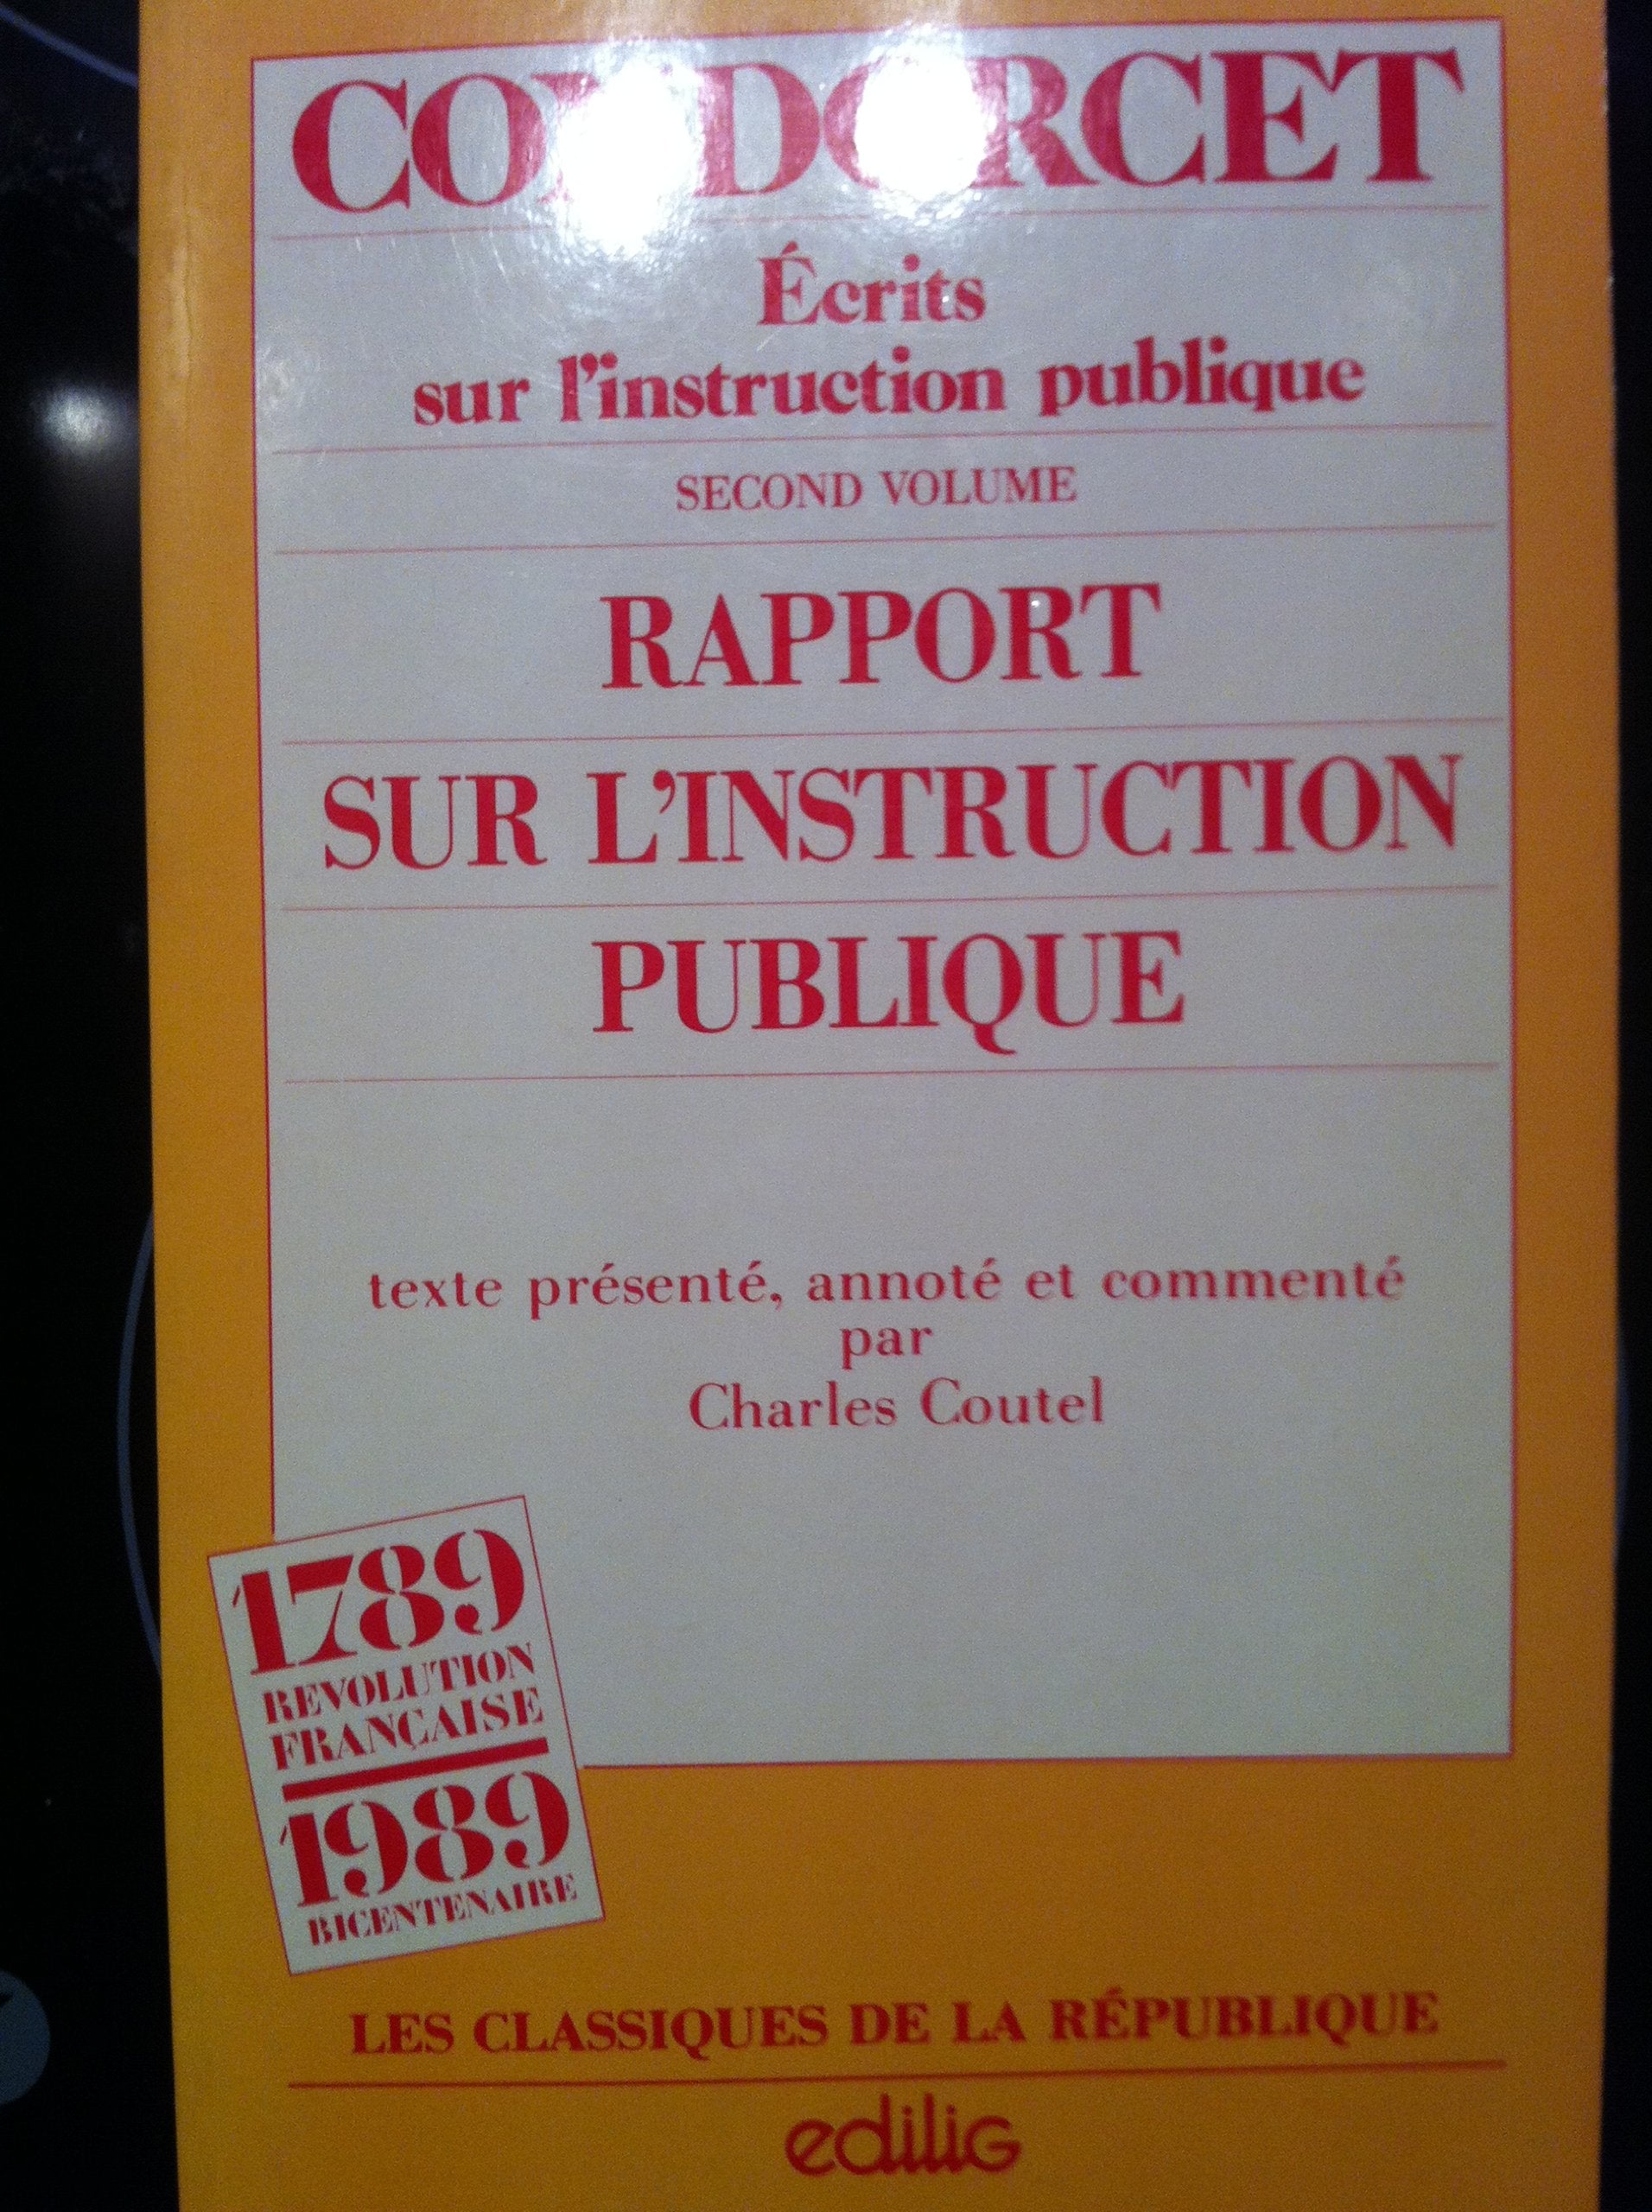 CONDORCET
Écrits
sur l'instruction publique
SECOND VOLUME
RAPPORT
SUR L'INSTRUCTION
PUBLIQUE
texte présenté, annoté et commenté
par
Charles Coutel
1789
REVOLUTION
FRANÇAISE
1989
BICENTENAIRE
LES CLASSIQUES DE LA RÉPUBLIQUE
edilig